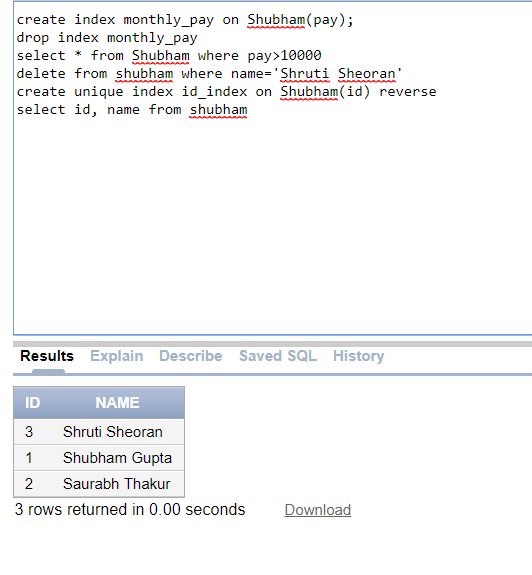 create index monthly_pay on Shubham(pay);
drop index monthly_pay
select * from Shubham where pay>10000
delete from shubham where name='Shruti Sheoran'
create unique index id_index on Shubham(id) reverse
select id, name from shubham
Results Explain Describe Saved SQL History
ID NAME
3 Shruti Sheoran
1 Shubham Gupta
2 Saurabh Thakur
3 rows returned in 0.00 seconds Download